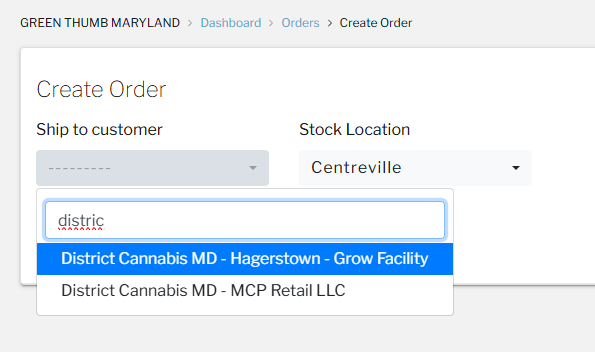 GREEN THUMB MARYLAND > Dashboard > Orders > Create Order
Create Order
Ship to customer
Stock Location
---------
Centreville
distric
District Cannabis MD - Hagerstown - Grow Facility
District Cannabis MD - MCP Retail LLC